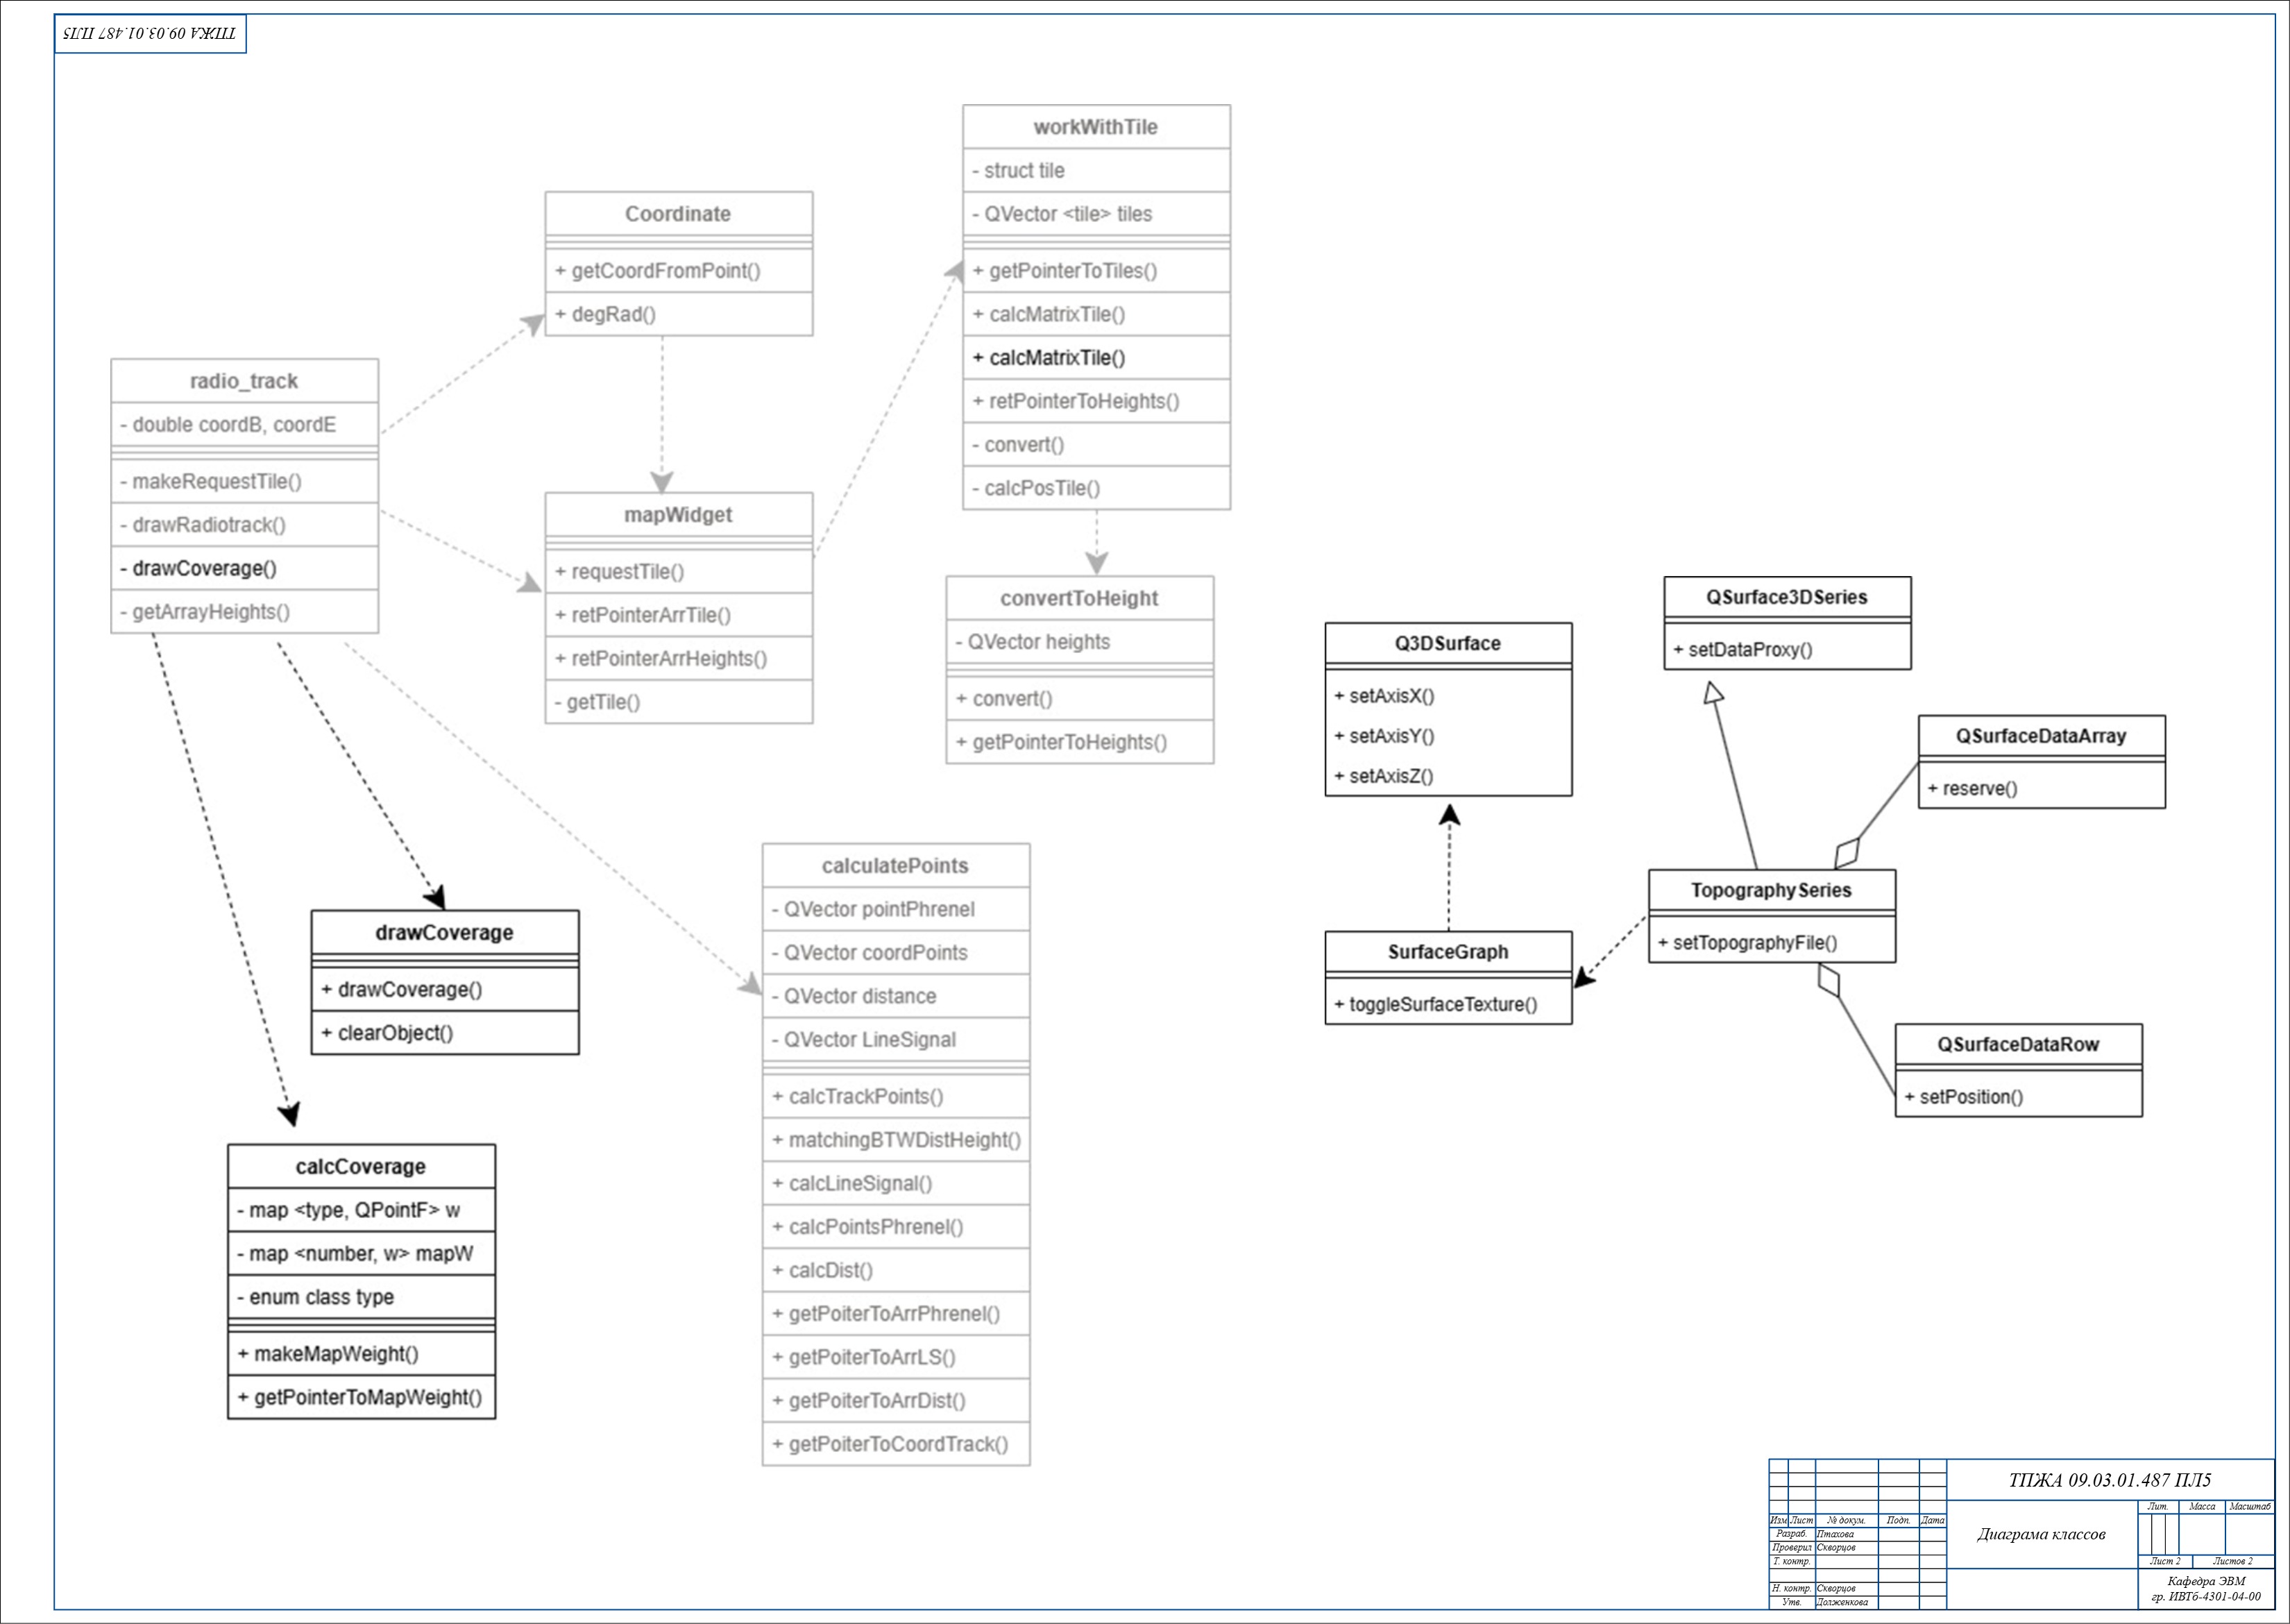 ТПЖА 09.03.01.487 ПЛ5
workWithTile
- struct tile
- QVector <tile> tiles
+ getPointerToTiles()
+ calcMatrixTile()
+ calcMatrixTile()
+ retPointerToHeights()
- convert()
- calcPosTile()
Coordinate
+ getCoordFromPoint()
+ degRad()
radio_track
- double coordB, coordE
- makeRequestTile()
- drawRadiotrack()
- drawCoverage()
- getArrayHeights()
mapWidget
+ requestTile()
+ retPointerArrTile()
+ retPointerArrHeights()
- getTile()
convertToHeight
- QVector heights
+ convert()
+ getPointerToHeights()
Q3DSurface
+ setAxisX()
+ setAxisY()
+ setAxisZ()
QSurface3DSeries
+ setDataProxy()
QSurfaceDataArray
+ reserve()
TopographySeries
+ setTopographyFile()
SurfaceGraph
+ toggleSurfaceTexture()
QSurfaceDataRow
+ setPosition()
drawCoverage
+ drawCoverage()
+ clearObject()
calculatePoints
- QVector pointPhrenel
- QVector coordPoints
- QVector distance
- QVector LineSignal
+ calcTrackPoints()
+ matchingBTWDistHeight()
+ calcLineSignal()
+ calcPointsPhrenel()
+ calcDist()
+ getPoiterToArrPhrenel()
+ getPoiterToArrLS()
+ getPoiterToArrDist()
+ getPoiterToCoordTrack()
calcCoverage
- map <type, QPointF> w
- map <number, w> mapW
- enum class type
+ makeMapWeight()
+ getPointerToMapWeight()
ТПЖА 09.03.01.487 ПЛ5
Лит. Масса Масштаб
Изм Лист № докум. Подп. Дата
Разраб. Птахова
Проверил Скворцов
Т. контр.
Н. контр. Скворцов
Утв. Долженкова
Диаграма классов
Лист 2 Листов 2
Кафедра ЭВМ
гр. ИВТб-4301-04-00